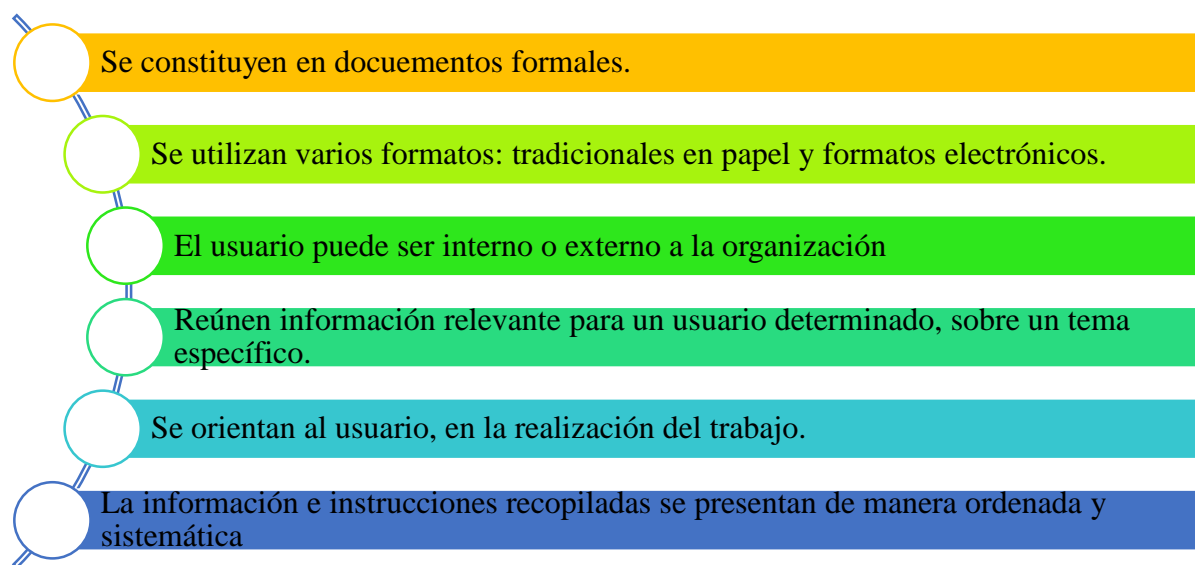 Se constituyen en docuementos formales.
Se utilizan varios formatos: tradicionales en papel y formatos electrónicos.
El usuario puede ser interno o externo a la organización
Reúnen información relevante para un usuario determinado, sobre un tema
específico.
Se orientan al usuario, en la realización del trabajo.
La información e instrucciones recopiladas se presentan de manera ordenada y
sistemática